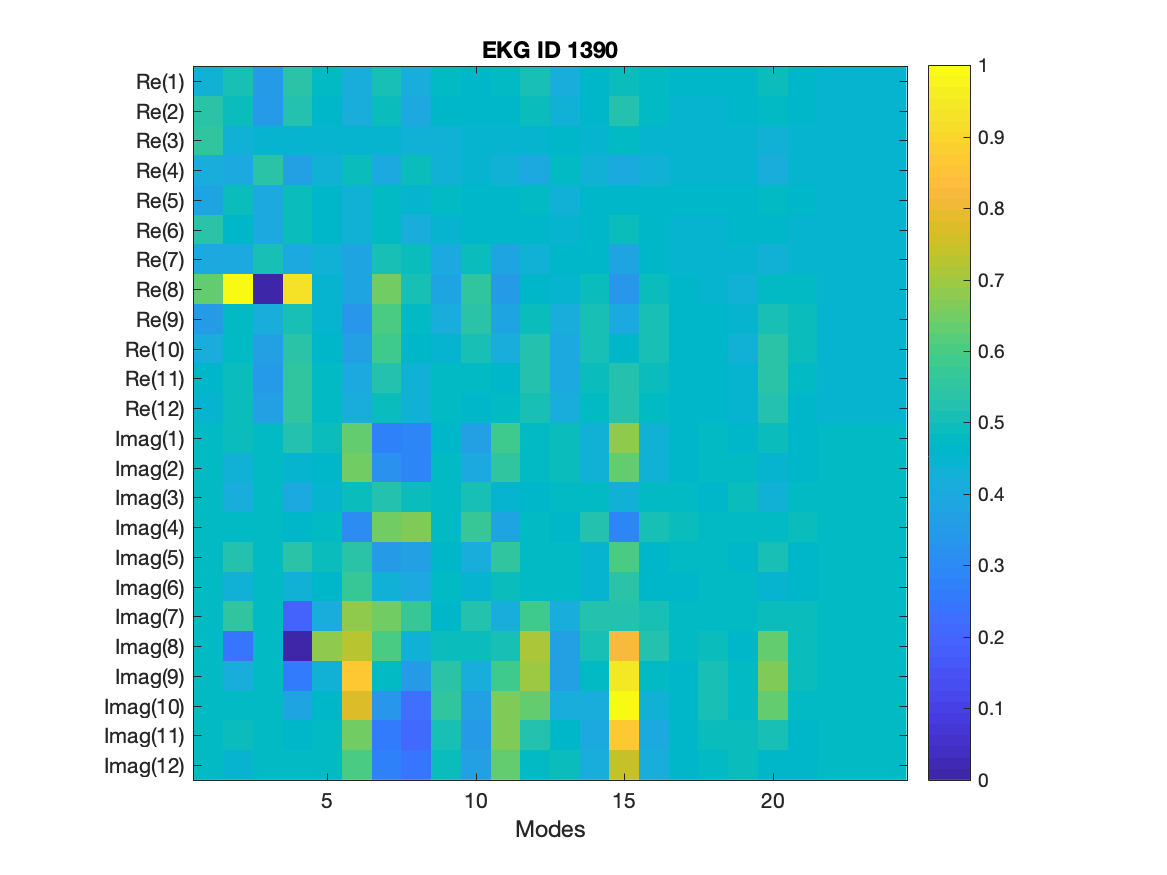 EKG ID 1390
Re(1)
Re(2)
Re(3)
Re(4)
Re(5)
Re(6)
Re(7)
Re(8)
Re(9)
Re(10)
Re(11)
Re(12)
Imag(1)
Imag(2)
Imag(3)
Imag(4)
Imag(5)
Imag(6)
Imag(7)
Imag(8)
Imag(9)
Imag(10)
Imag(11)
Imag(12)
5 10 15 20
Modes
1
0.9
0.8
0.7
0.6
0.5
0.4
0.3
0.2
0.1
0